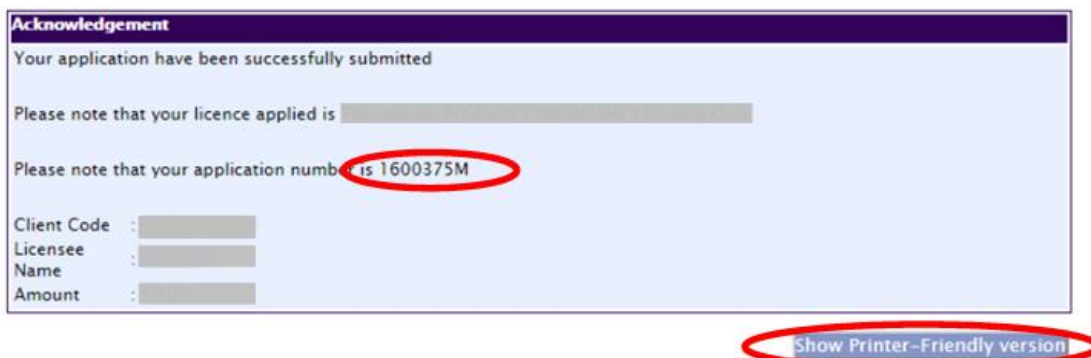 Acknowledgement
Your application have been successfully submitted
Please note that your licence applied is
Please note that your application number is 1600375M
Client Code :
Licensee Name :
Amount :
Show Printer-Friendly version